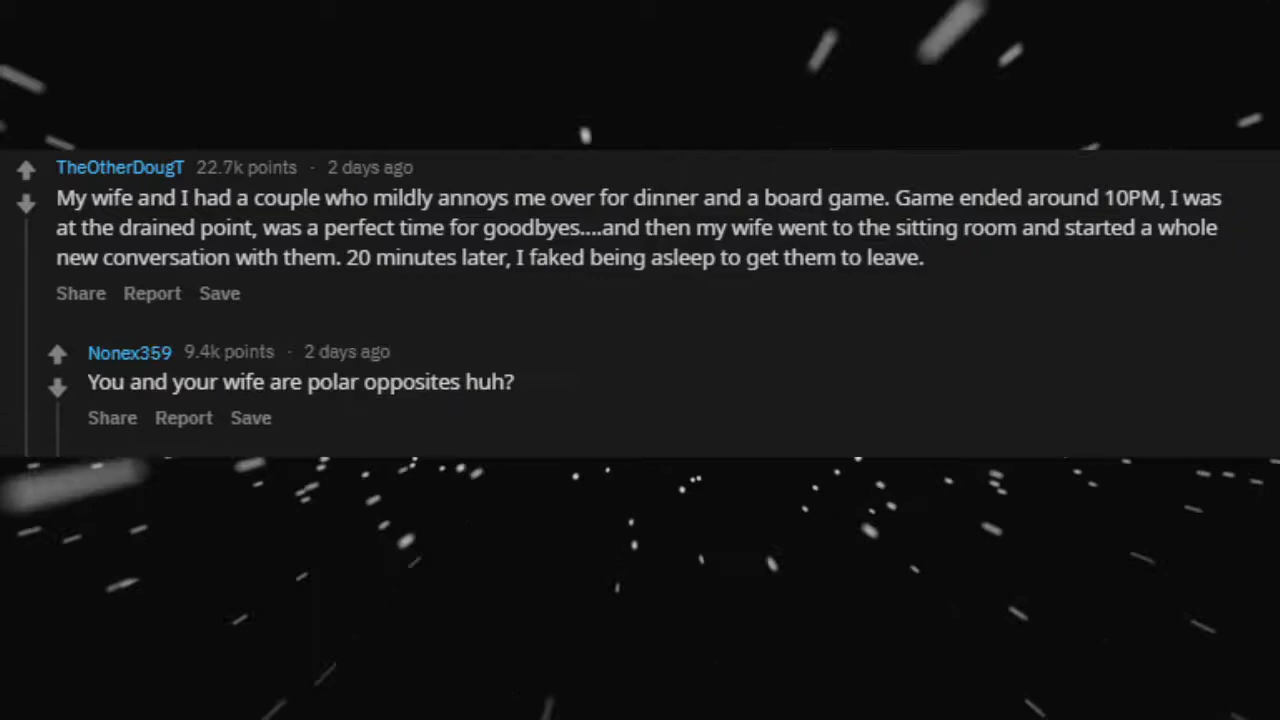 TheOtherDougT 22.7k points · 2 days ago
My wife and I had a couple who mildly annoys me over for dinner and a board game. Game ended around 10PM, I was
at the drained point, was a perfect time for goodbyes....and then my wife went to the sitting room and started a whole
new conversation with them. 20 minutes later, I faked being asleep to get them to leave.
Share Report Save
Nonex359 9.4k points · 2 days ago
You and your wife are polar opposites huh?
Share Report Save